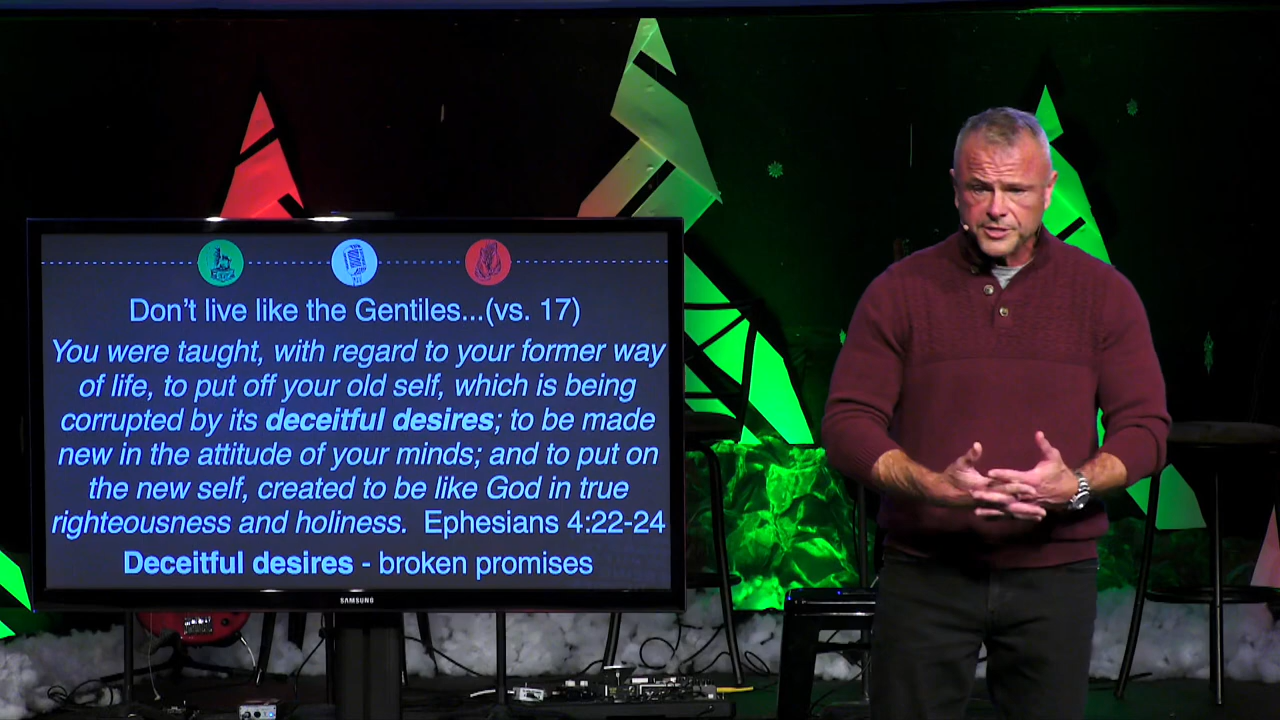 Don't live like the Gentiles...(vs. 17)
You were taught, with regard to your former way
of life, to put off your old self, which is being
corrupted by its deceitful desires; to be made
new in the attitude of your minds; and to put on
the new self, created to be like God in true
righteousness and holiness.  Ephesians 4:22-24
Deceitful desires - broken promises
SAMSUNG